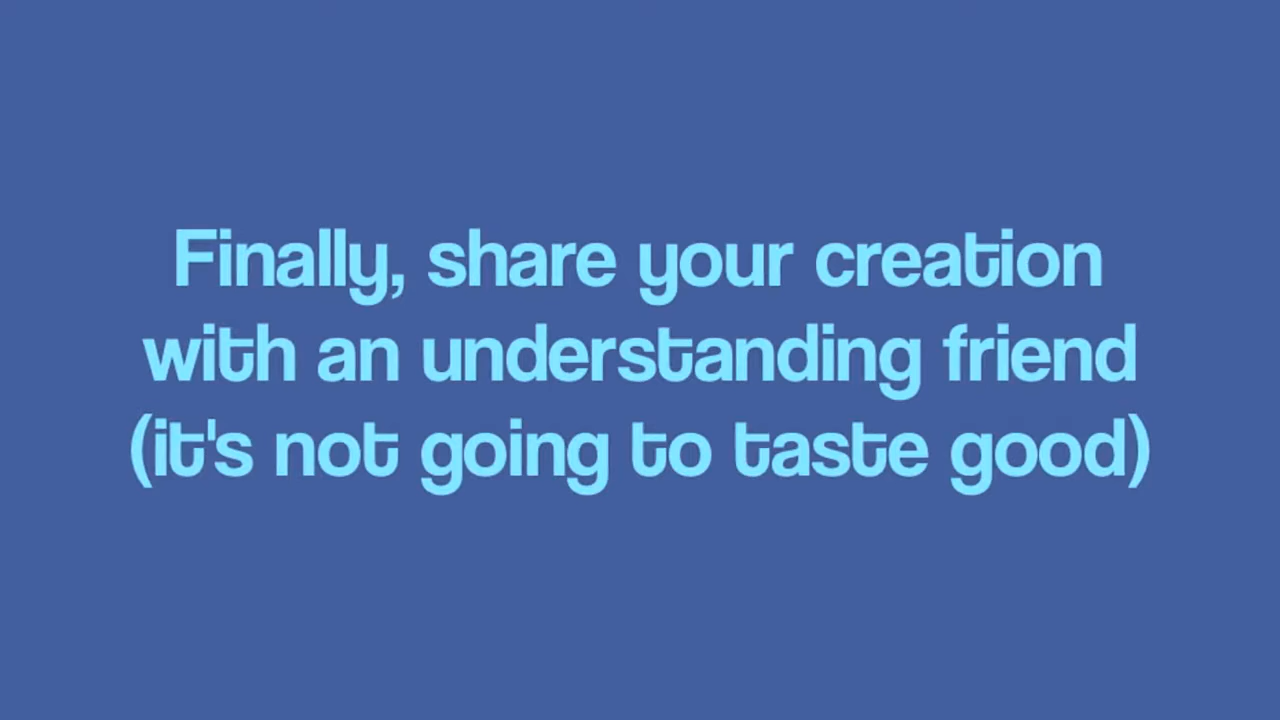 Finally, share your creation
with an understanding friend
(it's not going to taste good)